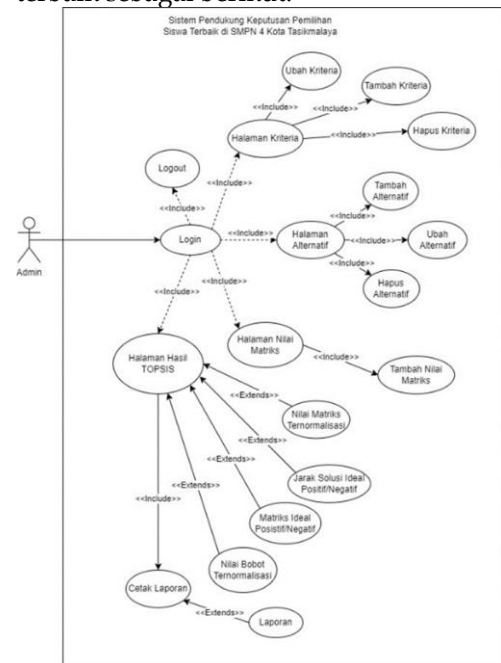 terbaik sebagai berikut:
Sistem Pendukung Keputusan Pemilihan
Siswa Terbaik di SMPN 4 Kota Tasikmalaya
Ubah Kriteria
Tambah Kriteria
<<Include>>
<<Include>>
Halaman Kriteria
<<Include>>
Hapus Kriteria
Logout
<<Include>>
Tambah
Alternatif
<<Include>>
<<Include>>
Admin
Login
<<Include>>
Halaman
Alternatif
<<Include>>
Ubah
Alternatif
<<Include>>
Hapus
Alternatif
<<Include>>
<<Include>>
Halaman Nilai
Matriks
<<Include>>
Tambah Nilai
Matriks
Halaman Hasil
TOPSIS
<<Extends>>
Nilai Matriks
Ternormalisasi
<<Extends>>
Jarak Solusi Ideal
Positif/Negatif
<<Extends>>
Matriks Ideal
Posistif/Negatif
<<Extends>>
Nilai Bobot
Ternormalisasi
<<Include>>
Cetak Laporan
<<Extends>>
Laporan